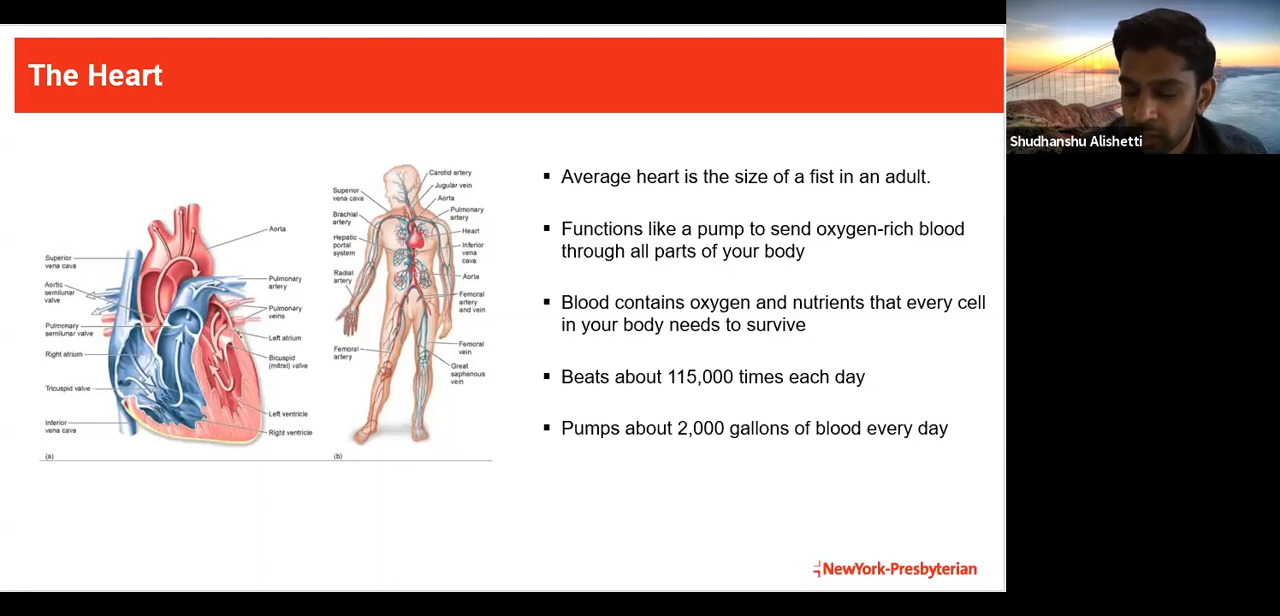 The Heart
Shudhanshu Alishetti
Average heart is the size of a fist in an adult.
Functions like a pump to send oxygen-rich blood
through all parts of your body
Blood contains oxygen and nutrients that every cell
in your body needs to survive
Beats about 115,000 times each day
Pumps about 2,000 gallons of blood every day
Aorta
Superior
vena cava
Aortic
semilunar
valve
Pulmonary
semilunar valve
Right atrium
Tricuspid valve
Inferior
vena cava
Pulmonary
artery
Pulmonary
veins
Left atrium
Bicuspid
(mitral) valve
Left ventricle
Right ventricle
(a)
Superior
vena cava
Brachial
artery
Hepatic
portal
system
Radial
artery
Femoral
artery
Carotid artery
Jugular vein
Aorta
Pulmonary
artery
Heart
Inferior
vena
cava
Aorta
Femoral
artery
and vein
Femoral
vein
Great
saphenous
vein
(b)
NewYork-Presbyterian